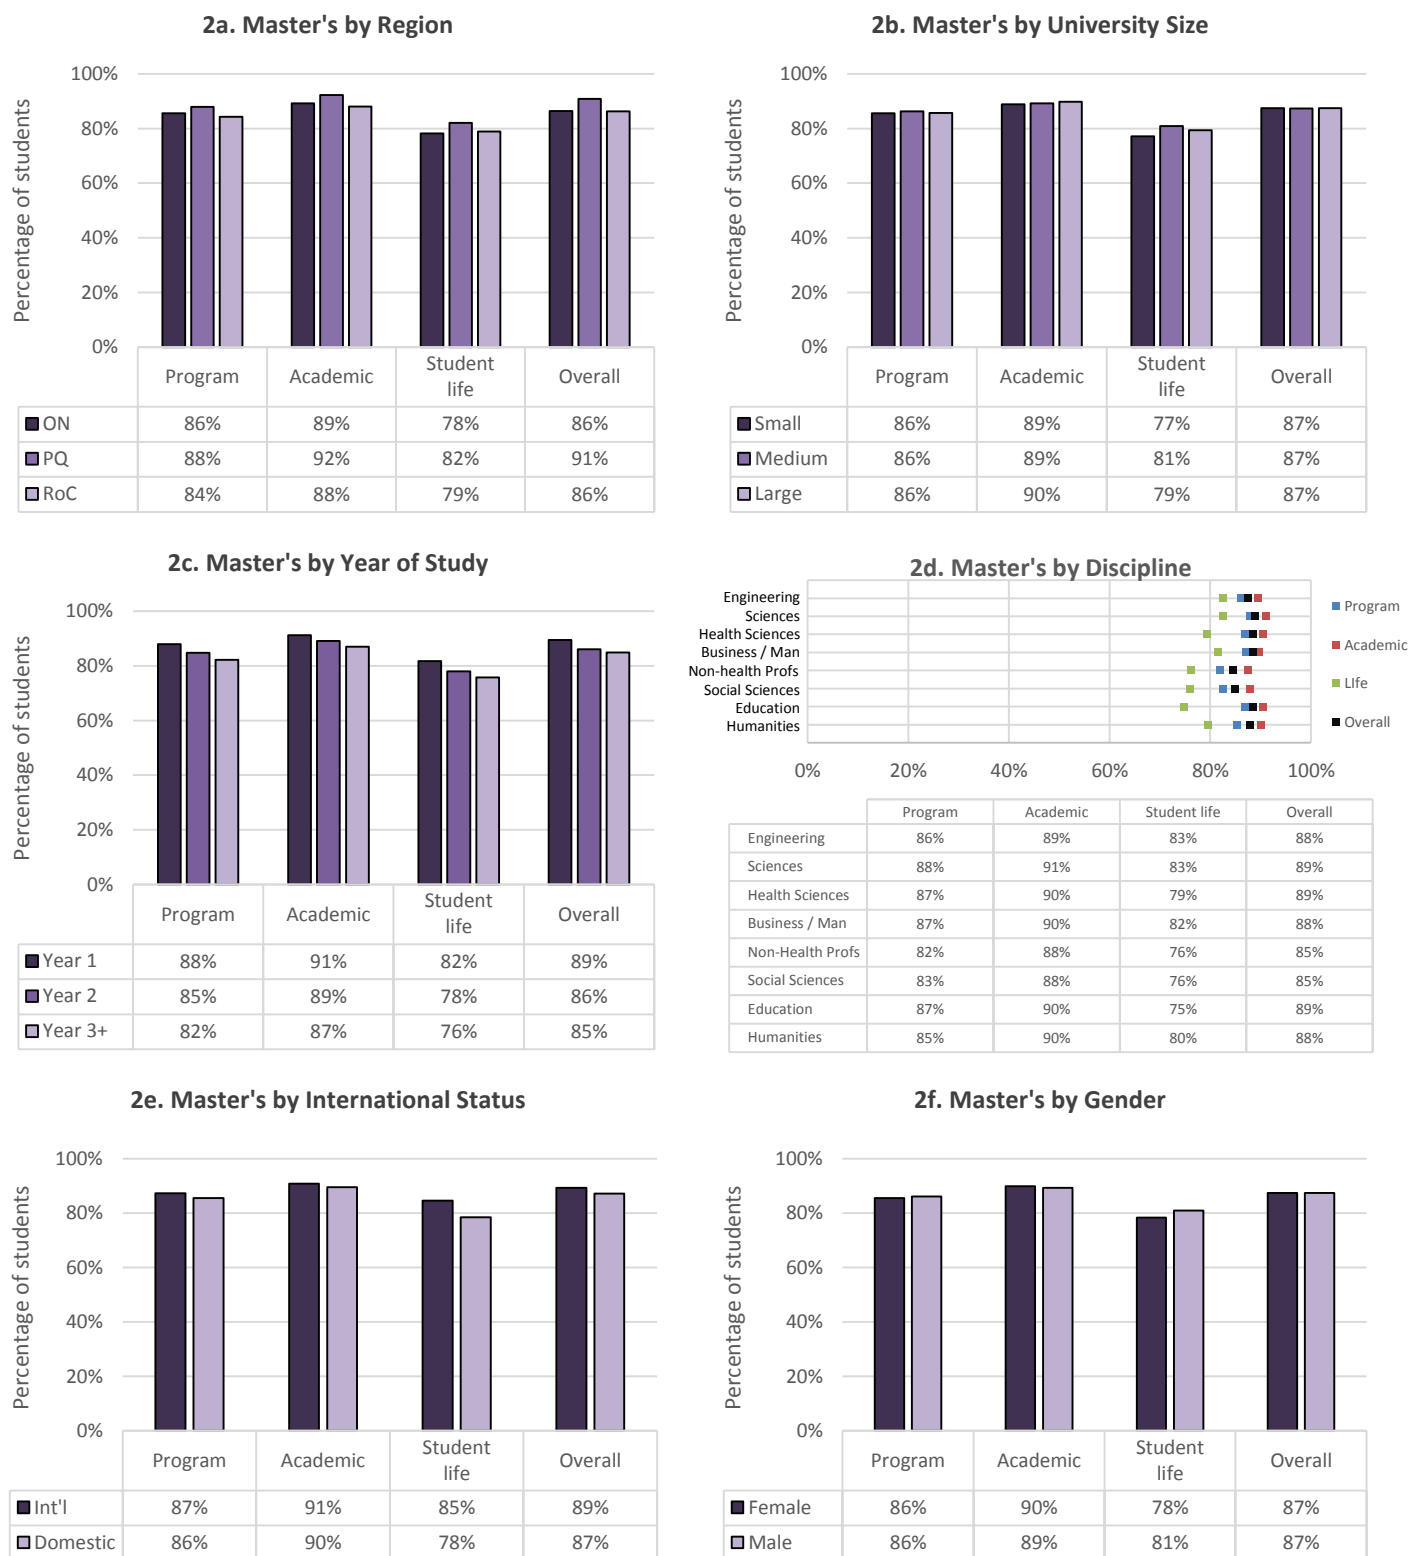 2a. Master's by Region
Percentage of students
100%
80%
60%
40%
20%
0%
Program Academic Student life Overall
ON 86% 89% 78% 86%
PQ 88% 92% 82% 91%
RoC 84% 88% 79% 86%
2b. Master's by University Size
Percentage of students
100%
80%
60%
40%
20%
0%
Program Academic Student life Overall
Small 86% 89% 77% 87%
Medium 86% 89% 81% 87%
Large 86% 90% 79% 87%
2c. Master's by Year of Study
Percentage of students
100%
80%
60%
40%
20%
0%
Program Academic Student life Overall
Year 1 88% 91% 82% 89%
Year 2 85% 89% 78% 86%
Year 3+ 82% 87% 76% 85%
2d. Master's by Discipline
Engineering
Sciences
Health Sciences
Business / Man
Non-health Profs
Social Sciences
Education
Humanities
0% 20% 40% 60% 80% 100%
Program
Academic
LIfe
Overall
Program Academic Student life Overall
Engineering 86% 89% 83% 88%
Sciences 88% 91% 83% 89%
Health Sciences 87% 90% 79% 89%
Business / Man 87% 90% 82% 88%
Non-Health Profs 82% 88% 76% 85%
Social Sciences 83% 88% 76% 85%
Education 87% 90% 75% 89%
Humanities 85% 90% 80% 88%
2e. Master's by International Status
Percentage of students
100%
80%
60%
40%
20%
0%
Program Academic Student life Overall
Int'l 87% 91% 85% 89%
Domestic 86% 90% 78% 87%
2f. Master's by Gender
Percentage of students
100%
80%
60%
40%
20%
0%
Program Academic Student life Overall
Female 86% 90% 78% 87%
Male 86% 89% 81% 87%